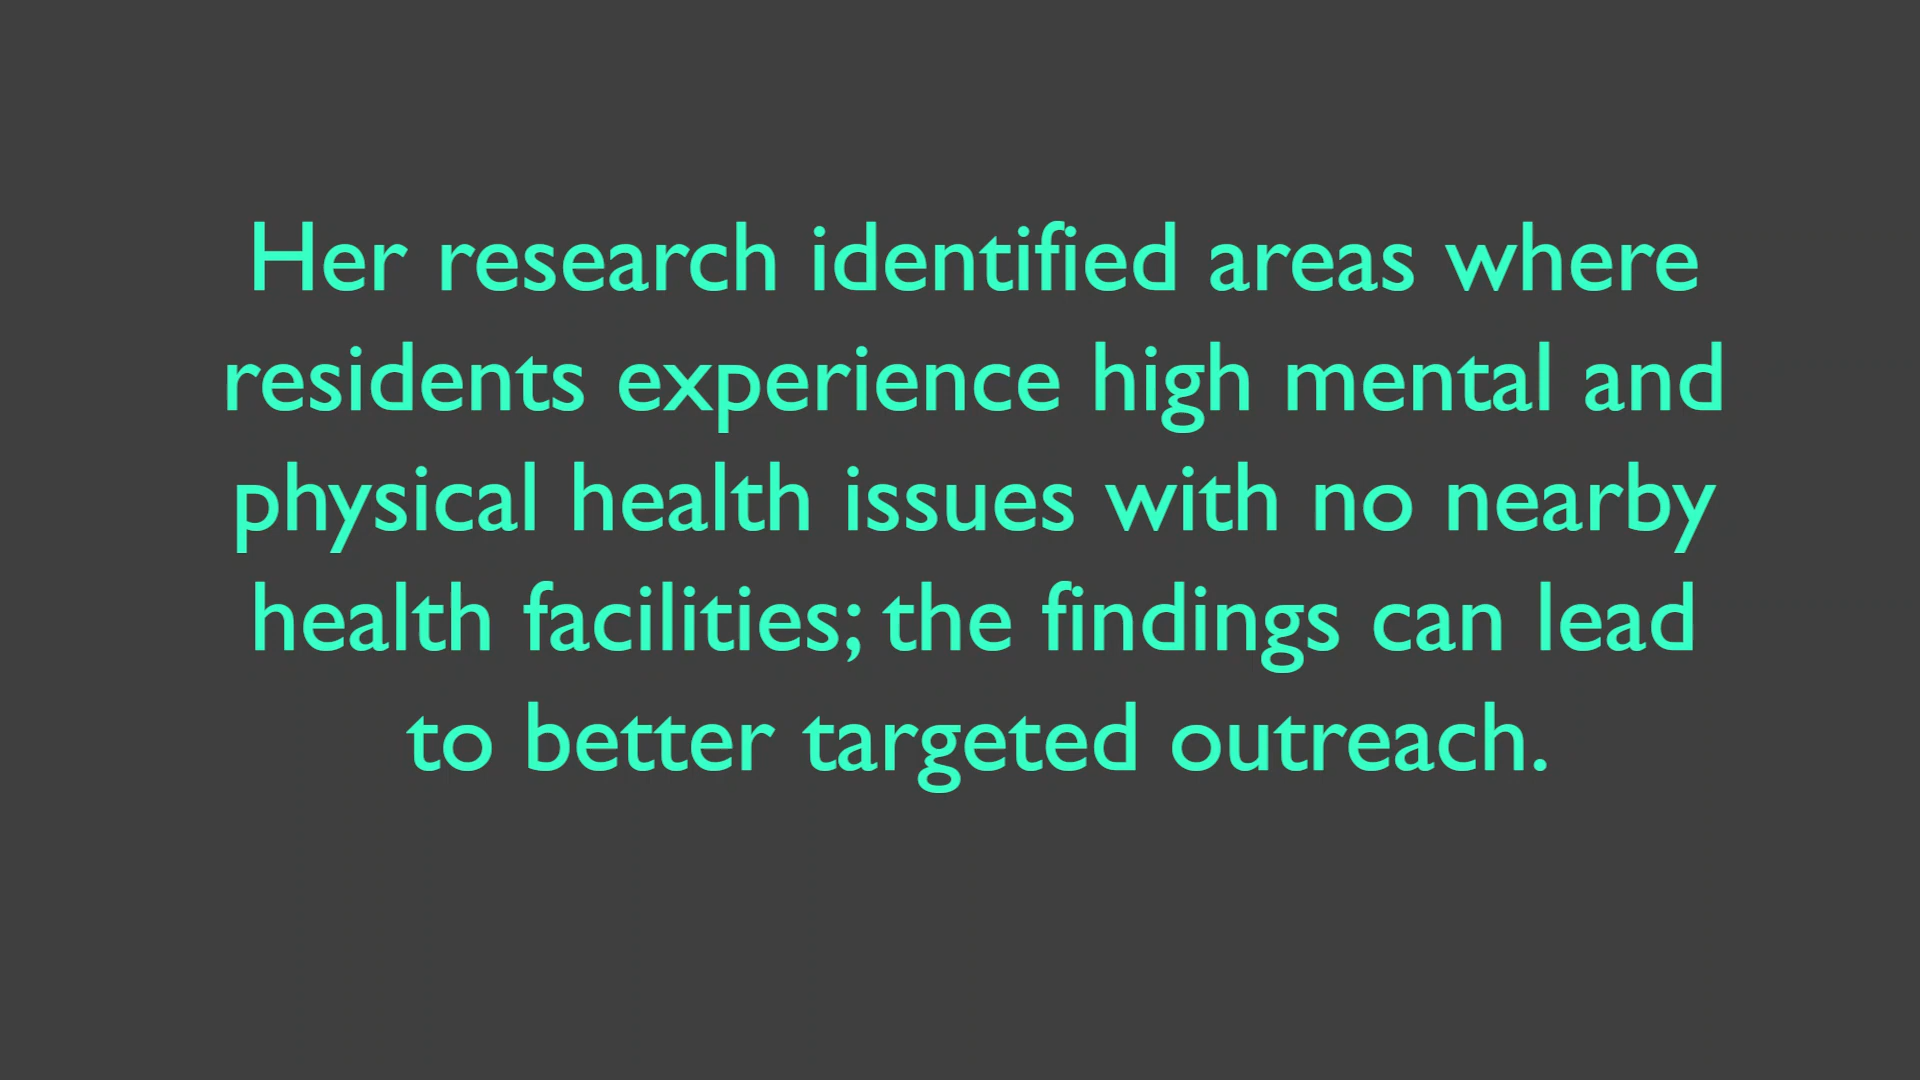 Her research identified areas where
residents experience high mental and
physical health issues with no nearby
health facilities; the findings can lead
to better targeted outreach.